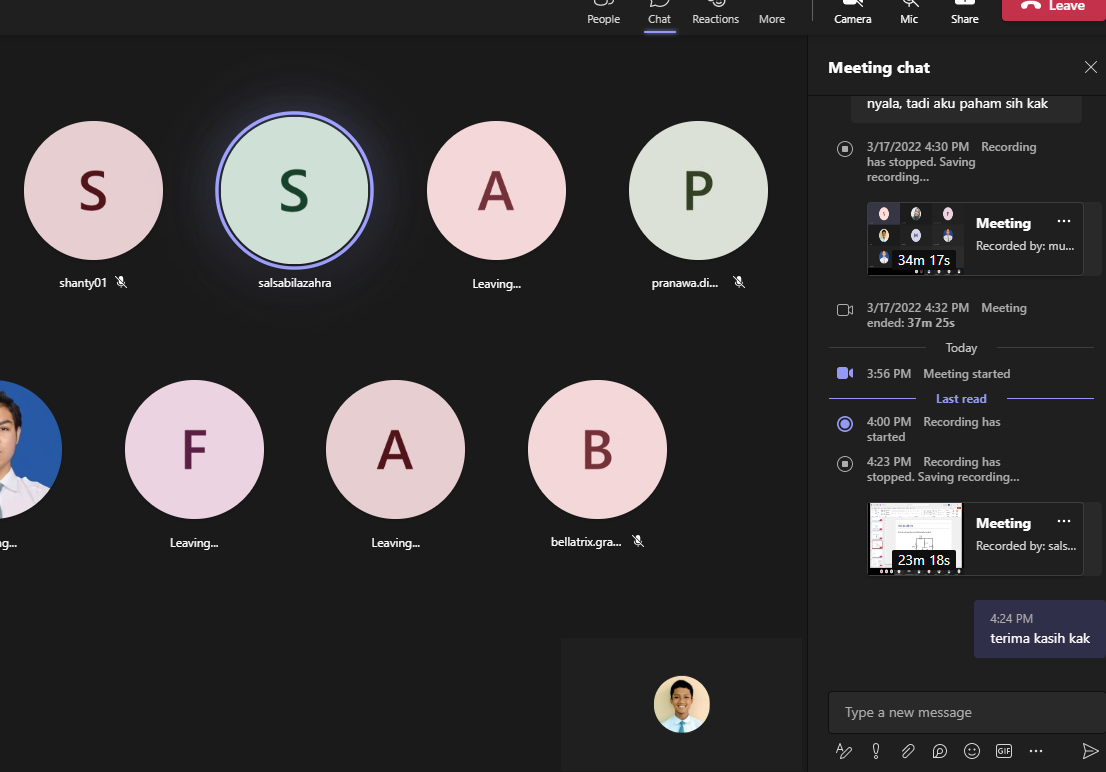 People
Chat
Reactions
More
Camera
Mic
Share
Leave
S
S
A
P
shanty01
salsabilazahra
Leaving...
pranawa.di...
F
A
B
Leaving...
Leaving...
bellatrix.gra...
Meeting chat
nyala, tadi aku paham sih kak
3/17/2022 4:30 PM Recording
has stopped. Saving
recording...
Meeting
Recorded by: mu...
34m 17s
3/17/2022 4:32 PM Meeting
ended: 37m 25s
Today
3:56 PM Meeting started
Last read
4:00 PM Recording has
started
4:23 PM Recording has
stopped. Saving recording...
Meeting
Recorded by: sals...
23m 18s
4:24 PM
terima kasih kak
Type a new message
GIF